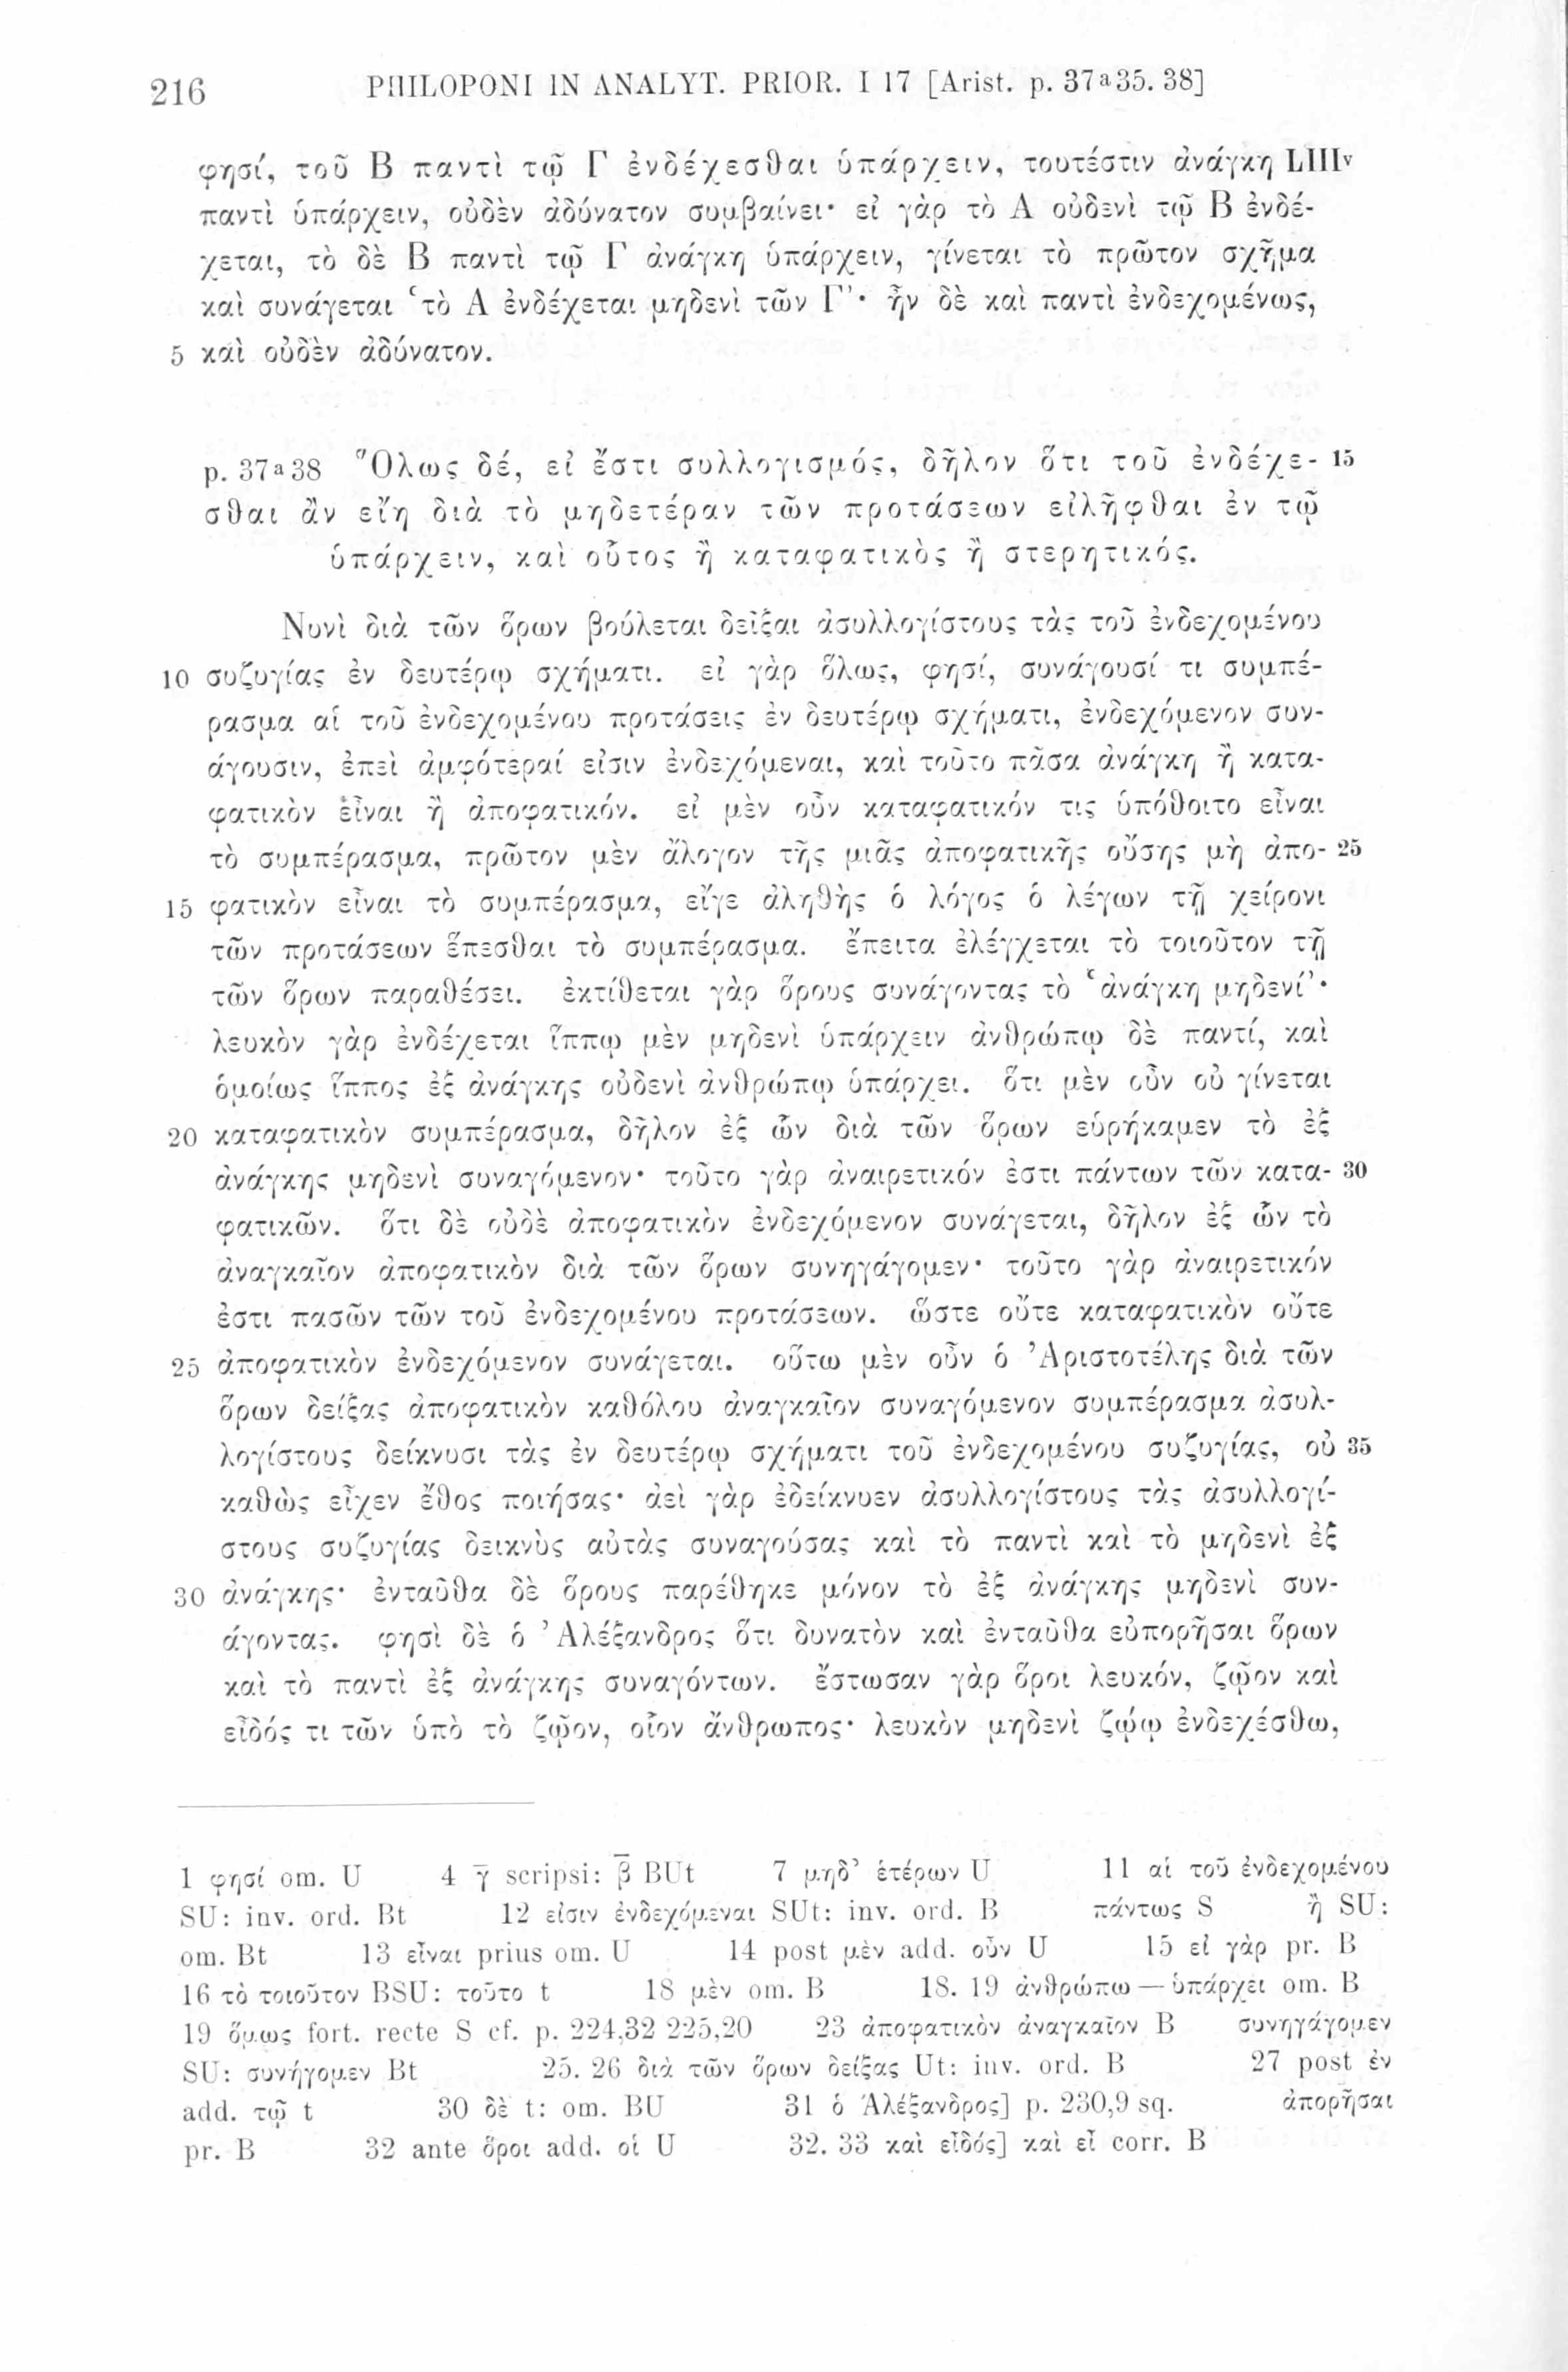 216 PHILOPONI IN ANALYT. PRIOR. I 17 [Arist. p. 37a35. 38]
φησί, τοῦ Β παντὶ τῷ Γ ἐνδέχεσθαι ὑπάρχειν, τουτέστιν ἀνάγκη LIIIv
παντὶ ὑπάρχειν, οὐδὲν ἀδύνατον συμβαίνει· εἰ γὰρ τὸ Α οὐδενὶ τῷ Β ἐνδέ-
χεται, τὸ δὲ Β παντὶ τῷ Γ ἀνάγκη ὑπάρχειν, γίνεται τὸ πρῶτον σχῆμα
καὶ συνάγεται ‘τὸ Α ἐνδέχεται μηδενὶ τῶν Γ’· ἦν δὲ καὶ παντὶ ἐνδεχομένως,
5 καὶ οὐδὲν ἀδύνατον.
p. 37a38 Ὅλως δέ, εἰ ἔστι συλλογισμός, δῆλον ὅτι τοῦ ἐνδέχε- 15
σθαι ἂν εἴη διὰ τὸ μηδετέραν τῶν προτάσεων εἰλῆφθαι ἐν τῷ
ὑπάρχειν, καὶ οὗτος ἢ καταφατικὸς ἢ στερητικός.
Νυνὶ διὰ τῶν ὅρων βούλεται δεῖξαι ἀσυλλογίστους τὰς τοῦ ἐνδεχομένου
10 συζυγίας ἐν δευτέρῳ σχήματι. εἰ γὰρ ὅλως, φησί, συνάγουσί τι συμπέ-
ρασμα αἱ τοῦ ἐνδεχομένου προτάσεις ἐν δευτέρῳ σχήματι, ἐνδεχόμενον συν-
άγουσιν, ἐπεὶ ἀμφότεραί εἰσιν ἐνδεχόμεναι, καὶ τοῦτο πᾶσα ἀνάγκη ἢ κατα-
φατικὸν εἶναι ἢ ἀποφατικόν. εἰ μὲν οὖν καταφατικόν τις ὑπόθοιτο εἶναι
τὸ συμπέρασμα, πρῶτον μὲν ἄλογον τῆς μιᾶς ἀποφατικῆς οὔσης μὴ ἀπο- 25
15 φατικὸν εἶναι τὸ συμπέρασμα, εἴγε ἀληθὴς ὁ λόγος ὁ λέγων τῇ χείρονι
τῶν προτάσεων ἕπεσθαι τὸ συμπέρασμα. ἔπειτα ἐλέγχεται τὸ τοιοῦτον τῇ
τῶν ὅρων παραθέσει. ἐκτίθεται γὰρ ὅρους συνάγοντας τὸ ‘ἀνάγκη μηδενί’·
λευκὸν γὰρ ἐνδέχεται ἵππῳ μὲν μηδενὶ ὑπάρχειν ἀνθρώπῳ δὲ παντί, καὶ
ὁμοίως ἵππος ἐξ ἀνάγκης οὐδενὶ ἀνθρώπῳ ὑπάρχει. ὅτι μὲν οὖν οὐ γίνεται
20 καταφατικὸν συμπέρασμα, δῆλον ἐξ ὧν διὰ τῶν ὅρων εὑρήκαμεν τὸ ἐξ
ἀνάγκης μηδενὶ συναγόμενον· τοῦτο γὰρ ἀναιρετικόν ἐστι πάντων τῶν κατα- 30
φατικῶν. ὅτι δὲ οὐδὲ ἀποφατικὸν ἐνδεχόμενον συνάγεται, δῆλον ἐξ ὧν τὸ
ἀναγκαῖον ἀποφατικὸν διὰ τῶν ὅρων συνηγάγομεν· τοῦτο γὰρ ἀναιρετικόν
ἐστι πασῶν τῶν τοῦ ἐνδεχομένου προτάσεων. ὥστε οὔτε καταφατικὸν οὔτε
25 ἀποφατικὸν ἐνδεχόμενον συνάγεται. οὕτω μὲν οὖν ὁ Ἀριστοτέλης διὰ τῶν
ὅρων δείξας ἀποφατικὸν καθόλου ἀναγκαῖον συναγόμενον συμπέρασμα ἀσυλ-
λογίστους δείκνυσι τὰς ἐν δευτέρῳ σχήματι τοῦ ἐνδεχομένου συζυγίας, οὐ 35
καθὼς εἶχεν ἔθος ποιήσας· ἀεὶ γὰρ ἐδείκνυεν ἀσυλλογίστους τὰς ἀσυλλογί-
στους συζυγίας δεικνὺς αὐτὰς συναγούσας καὶ τὸ παντὶ καὶ τὸ μηδενὶ ἐξ
30 ἀνάγκης· ἐνταῦθα δὲ ὅρους παρέθηκε μόνον τὸ ἐξ ἀνάγκης μηδενὶ συν-
άγοντας. φησὶ δὲ ὁ Ἀλέξανδρος ὅτι δυνατὸν καὶ ἐνταῦθα εὐπορῆσαι ὅρων
καὶ τὸ παντὶ ἐξ ἀνάγκης συναγόντων. ἔστωσαν γὰρ ὅροι λευκόν, ζῷον καὶ
εἶδός τι τῶν ὑπὸ τὸ ζῷον, οἷον ἄνθρωπος· λευκὸν μηδενὶ ζῴῳ ἐνδεχέσθω,
1 φησί om. U 4 γ̄ scripsi: β̄ BUt 7 μηδ’ ἑτέρων U 11 αἱ τοῦ ἐνδεχομένου
SU: inv. ord. Bt 12 εἰσιν ἐνδεχόμεναι SUt: inv. ord. B πάντως S ἢ SU:
om. Bt 13 εἶναι prius om. U 14 post μὲν add. οὖν U 15 εἰ γὰρ pr. B
16 τὸ τοιοῦτον BSU: τοῦτο t 18 μὲν om. B 18. 19 ἀνθρώπω — ὑπάρχει om. B
19 ὅμως fort. recte S cf. p. 224,32 225,20 23 ἀποφατικὸν ἀναγκαῖον B συνηγάγομεν
SU: συνήγομεν Bt 25. 26 διὰ τῶν ὅρων δείξας Ut: inv. ord. B 27 post ἐν
add. τῷ t 30 δὲ t: om. BU 31 ὁ Ἀλέξανδρος] p. 230,9 sq. ἀπορῆσαι
pr. B 32 ante ὅροι add. οἱ U 32. 33 καὶ εἶδός] καὶ εἶ corr. B